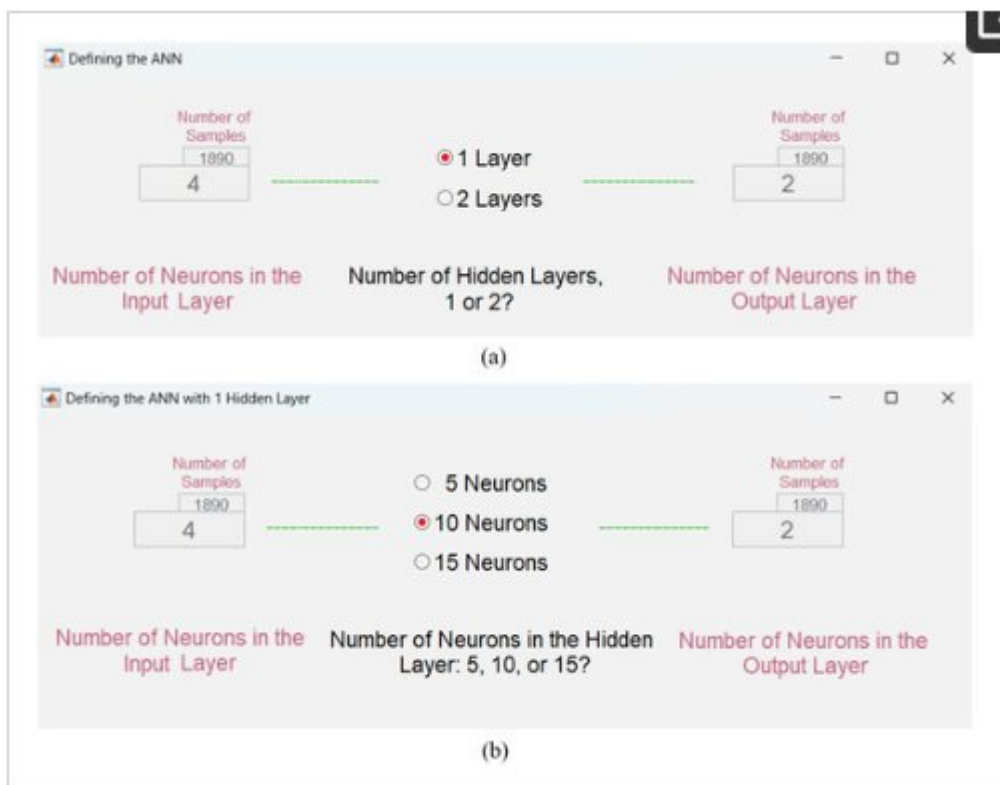 Defining the ANN
Number of
Samples
1890
4
1 Layer
2 Layers
Number of
Samples
1890
2
Number of Neurons in the
Input Layer
Number of Hidden Layers,
1 or 2?
Number of Neurons in the
Output Layer
(a)
Defining the ANN with 1 Hidden Layer
Number of
Samples
1890
4
5 Neurons
10 Neurons
15 Neurons
Number of
Samples
1890
2
Number of Neurons in the
Input Layer
Number of Neurons in the Hidden
Layer: 5, 10, or 15?
Number of Neurons in the
Output Layer
(b)